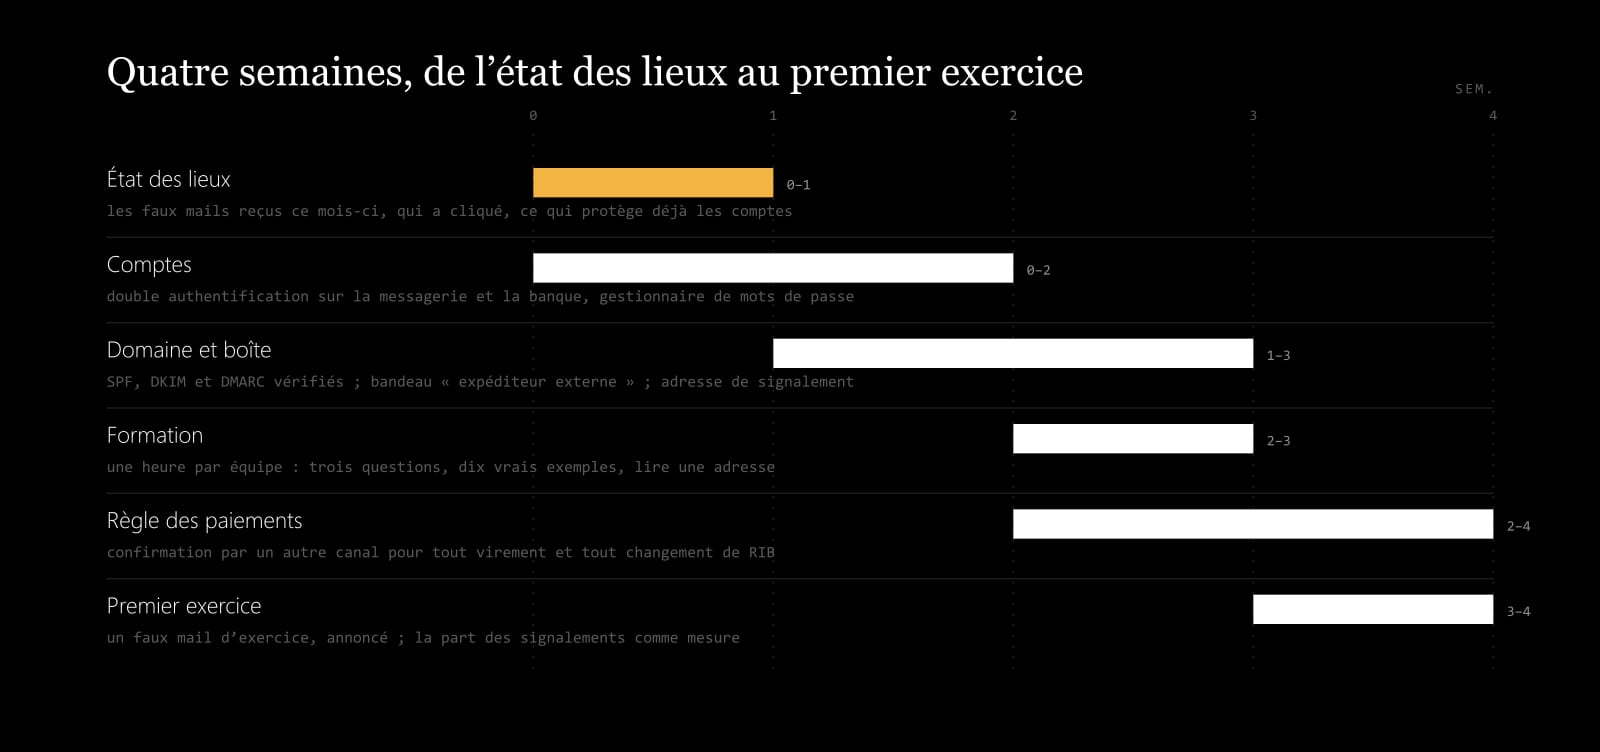 Quatre semaines, de l’état des lieux au premier exercice
SEM.
0 1 2 3 4
État des lieux
0–1
les faux mails reçus ce mois-ci, qui a cliqué, ce qui protège déjà les comptes
Comptes
0–2
double authentification sur la messagerie et la banque, gestionnaire de mots de passe
Domaine et boîte
1–3
SPF, DKIM et DMARC vérifiés ; bandeau « expéditeur externe » ; adresse de signalement
Formation
2–3
une heure par équipe : trois questions, dix vrais exemples, lire une adresse
Règle des paiements
2–4
confirmation par un autre canal pour tout virement et tout changement de RIB
Premier exercice
3–4
un faux mail d’exercice, annoncé ; la part des signalements comme mesure